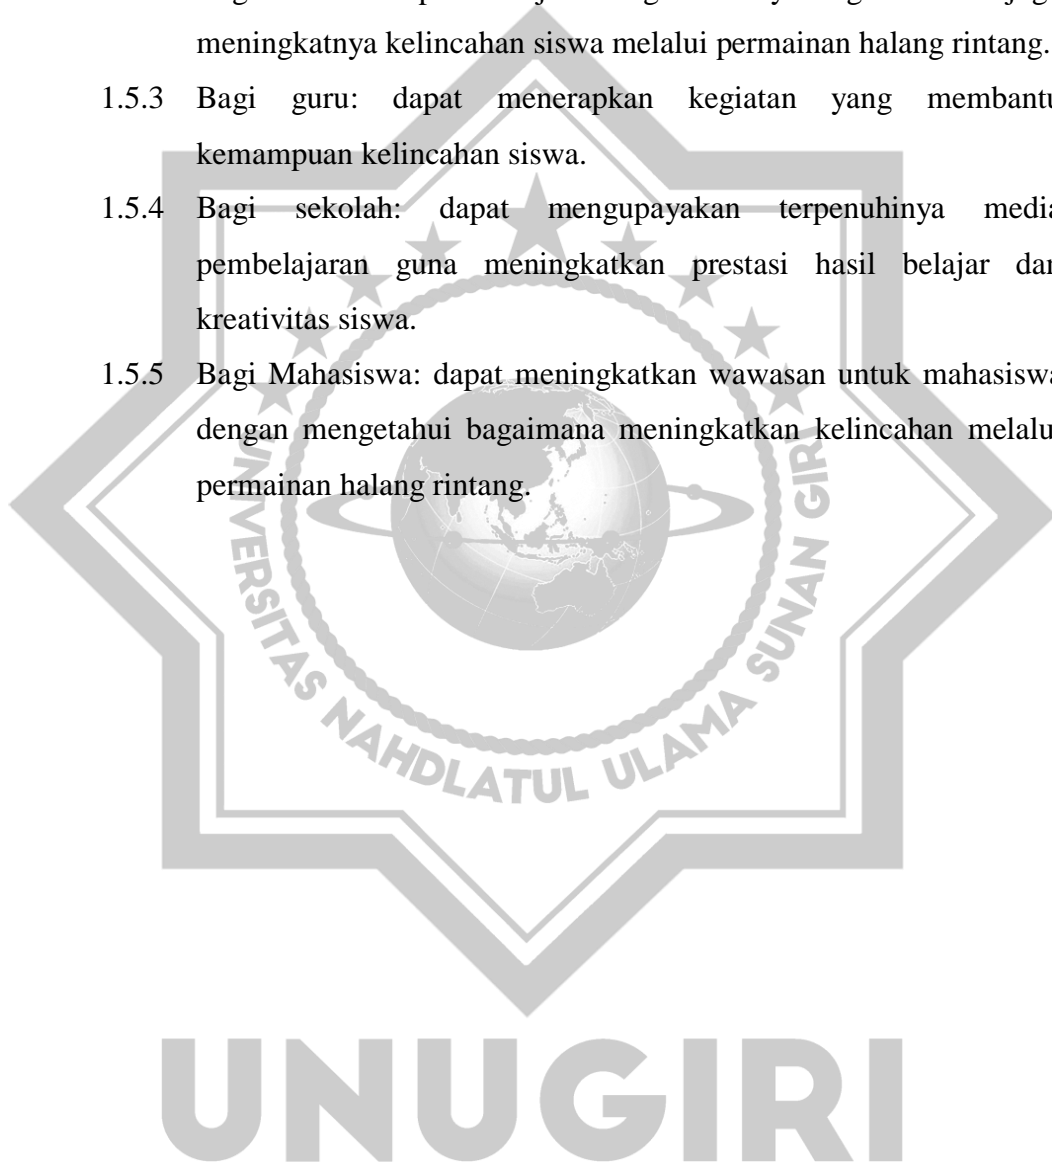 meningkatnya kelincahan siswa melalui permainan halang rintang.
1.5.3 Bagi guru: dapat menerapkan kegiatan yang membantu
kemampuan kelincahan siswa.
1.5.4 Bagi sekolah: dapat mengupayakan terpenuhinya media
pembelajaran guna meningkatkan prestasi hasil belajar dan
kreativitas siswa.
1.5.5 Bagi Mahasiswa: dapat meningkatkan wawasan untuk mahasiswa
dengan mengetahui bagaimana meningkatkan kelincahan melalui
permainan halang rintang.
UNIVERSITAS NAHDLATUL ULAMA SUNAN GIRI
UNUGIRI